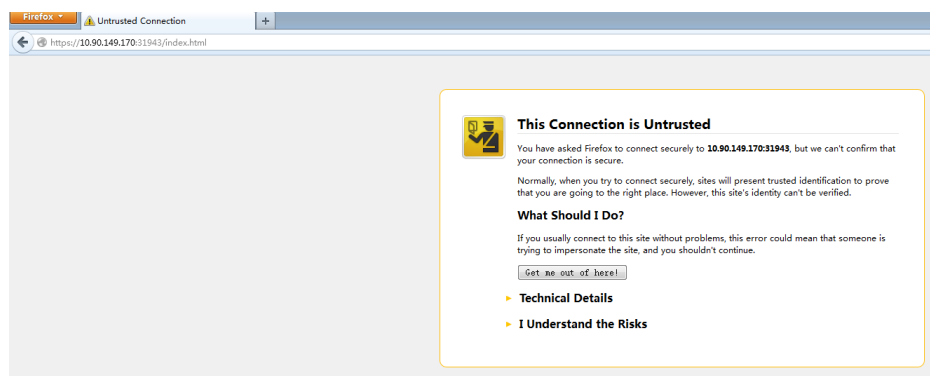 Firefox
Untrusted Connection
+
https://10.90.149.170:31943/index.html
This Connection is Untrusted
You have asked Firefox to connect securely to 10.90.149.170:31943, but we can't confirm that
your connection is secure.
Normally, when you try to connect securely, sites will present trusted identification to prove
that you are going to the right place. However, this site's identity can't be verified.
What Should I Do?
If you usually connect to this site without problems, this error could mean that someone is
trying to impersonate the site, and you shouldn't continue.
Get me out of here!
Technical Details
I Understand the Risks